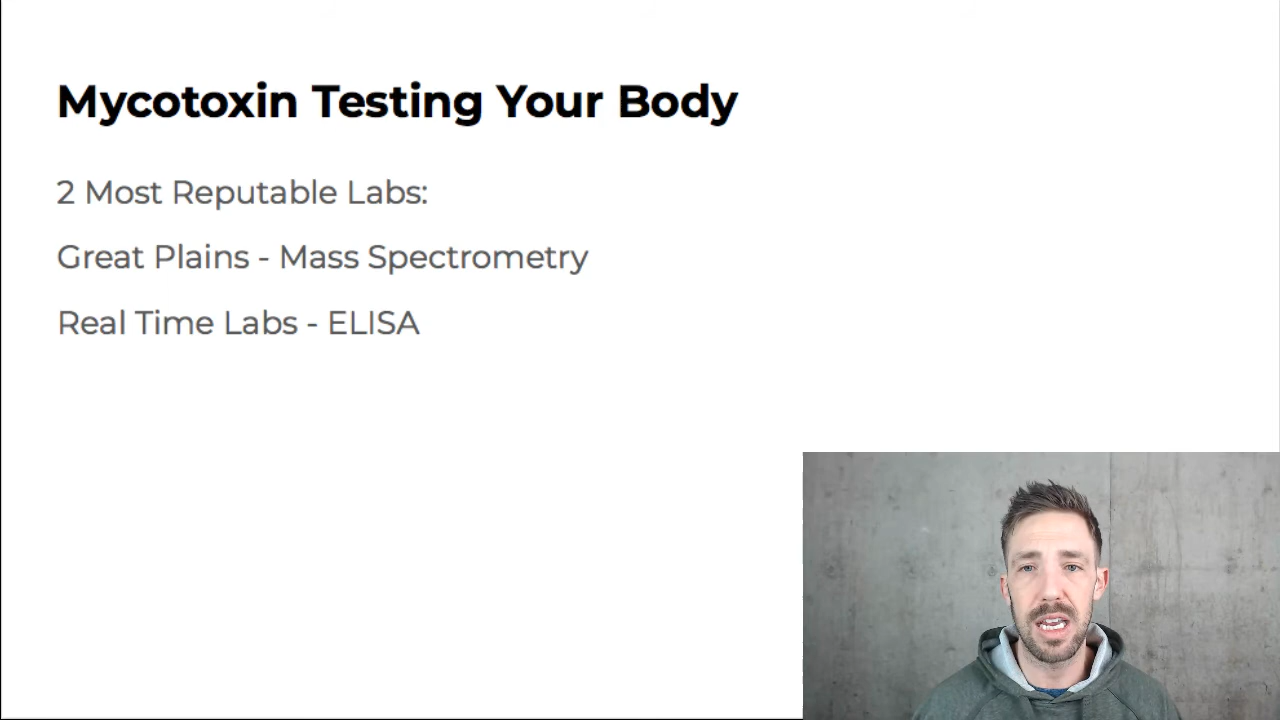 Mycotoxin Testing Your Body
2 Most Reputable Labs:
Great Plains - Mass Spectrometry
Real Time Labs - ELISA